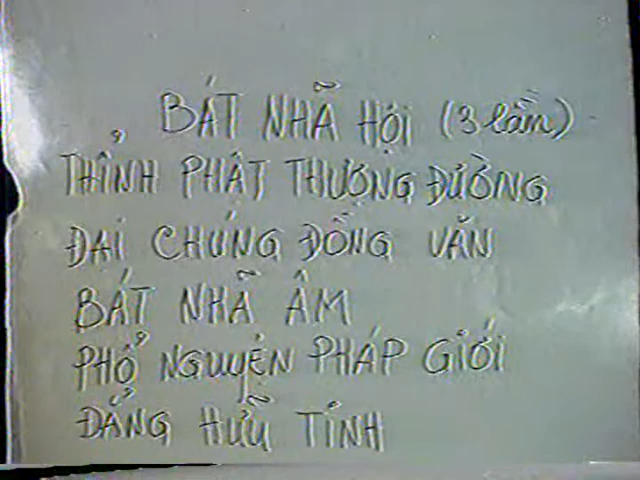 BÁT NHÃ HỘI (3 lần)
THỈNH PHẬT THƯỢNG ĐƯỜNG
ĐẠI CHÚNG ĐỒNG VĂN
BÁT NHÃ ÂM
PHỔ NGUYỆN PHÁP GIỚI
ĐẲNG HỮU TÌNH